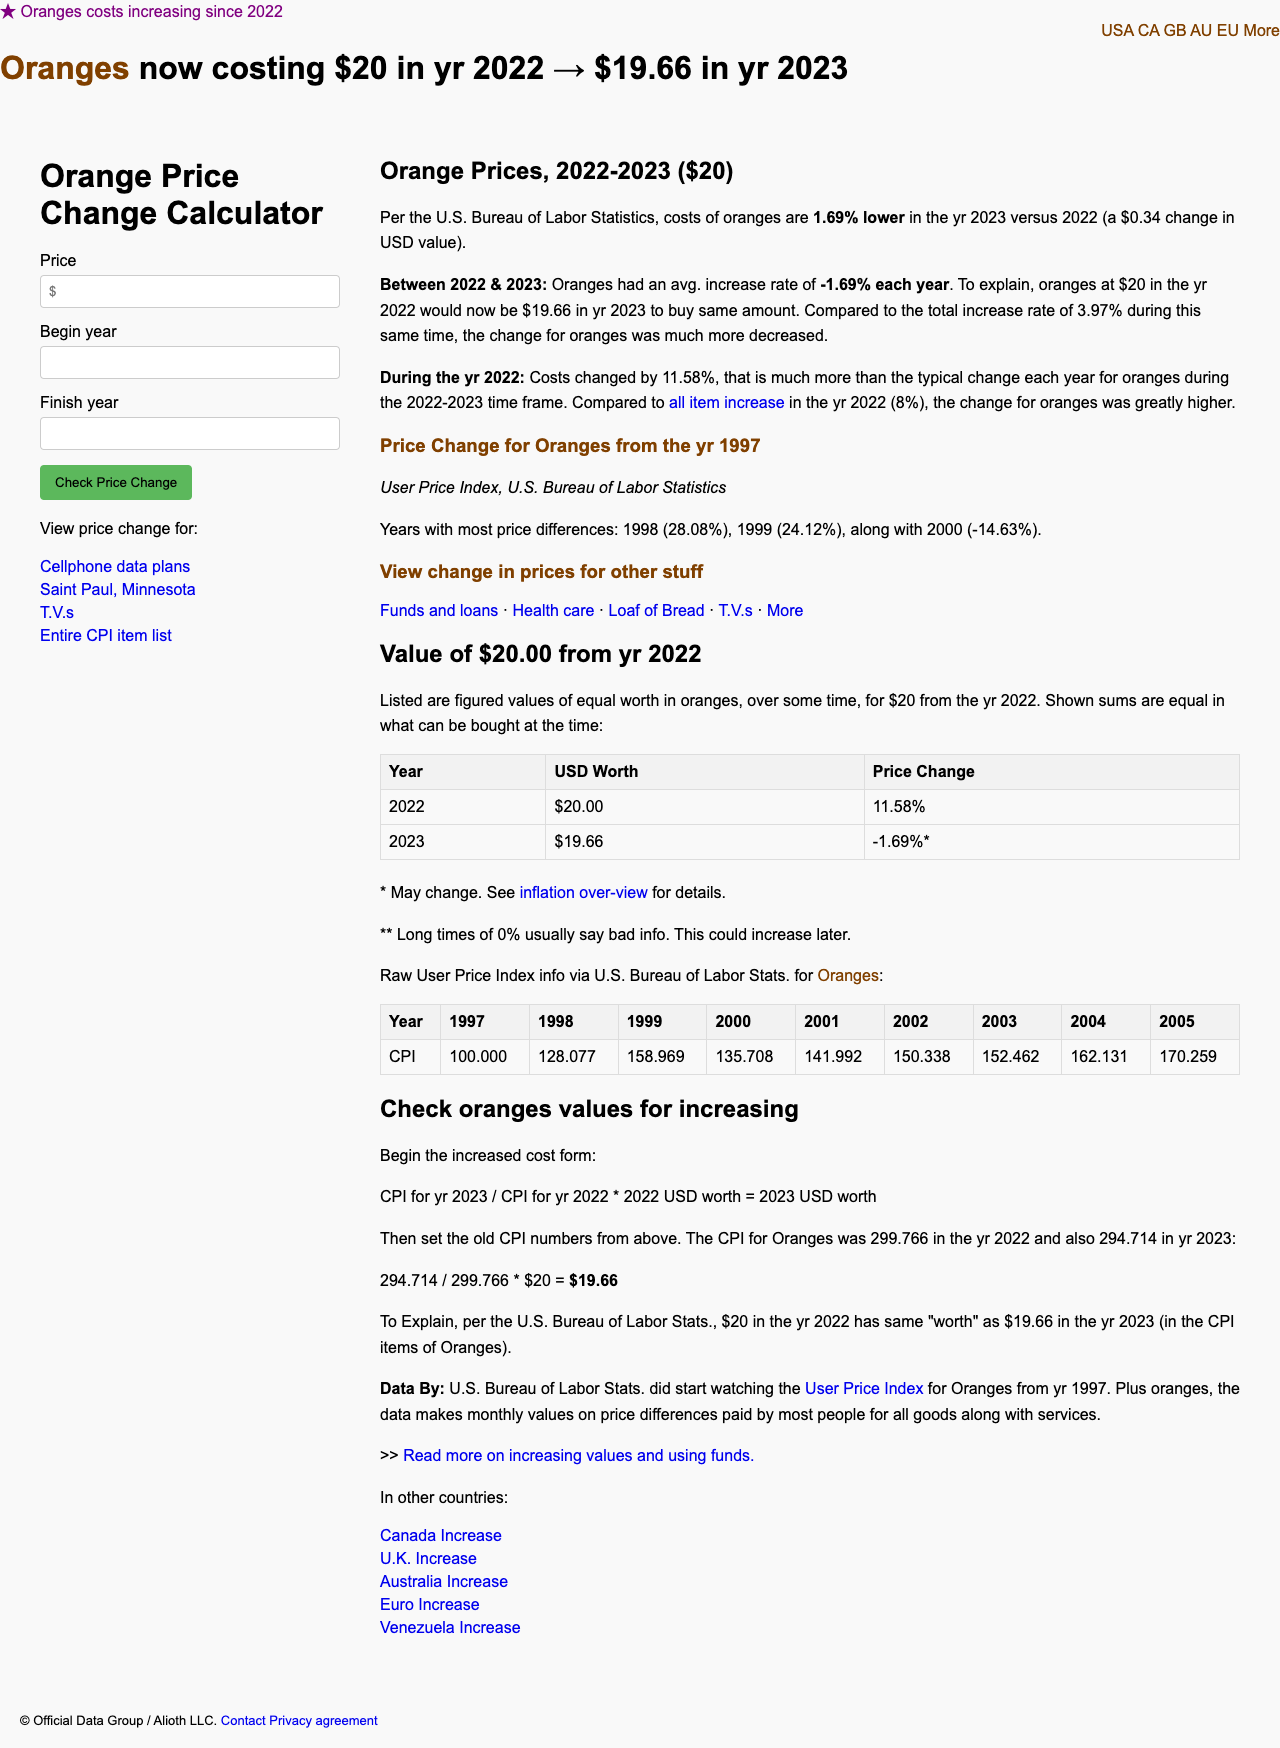 ★ Oranges costs increasing since 2022
USA CA GB AU EU More
Oranges now costing $20 in yr 2022 → $19.66 in yr 2023
Orange Price
Change Calculator
Price
$
Begin year
Finish year
Check Price Change
View price change for:
Cellphone data plans
Saint Paul, Minnesota
T.V.s
Entire CPI item list
Orange Prices, 2022-2023 ($20)
Per the U.S. Bureau of Labor Statistics, costs of oranges are 1.69% lower in the yr 2023 versus 2022 (a $0.34 change in
USD value).
Between 2022 & 2023: Oranges had an avg. increase rate of -1.69% each year. To explain, oranges at $20 in the yr
2022 would now be $19.66 in yr 2023 to buy same amount. Compared to the total increase rate of 3.97% during this
same time, the change for oranges was much more decreased.
During the yr 2022: Costs changed by 11.58%, that is much more than the typical change each year for oranges during
the 2022-2023 time frame. Compared to all item increase in the yr 2022 (8%), the change for oranges was greatly higher.
Price Change for Oranges from the yr 1997
User Price Index, U.S. Bureau of Labor Statistics
Years with most price differences: 1998 (28.08%), 1999 (24.12%), along with 2000 (-14.63%).
View change in prices for other stuff
Funds and loans · Health care · Loaf of Bread · T.V.s · More
Value of $20.00 from yr 2022
Listed are figured values of equal worth in oranges, over some time, for $20 from the yr 2022. Shown sums are equal in
what can be bought at the time:
Year USD Worth Price Change
2022 $20.00 11.58%
2023 $19.66 -1.69%*
* May change. See inflation over-view for details.
** Long times of 0% usually say bad info. This could increase later.
Raw User Price Index info via U.S. Bureau of Labor Stats. for Oranges:
Year 1997 1998 1999 2000 2001 2002 2003 2004 2005
CPI 100.000 128.077 158.969 135.708 141.992 150.338 152.462 162.131 170.259
Check oranges values for increasing
Begin the increased cost form:
CPI for yr 2023 / CPI for yr 2022 * 2022 USD worth = 2023 USD worth
Then set the old CPI numbers from above. The CPI for Oranges was 299.766 in the yr 2022 and also 294.714 in yr 2023:
294.714 / 299.766 * $20 = $19.66
To Explain, per the U.S. Bureau of Labor Stats., $20 in the yr 2022 has same "worth" as $19.66 in the yr 2023 (in the CPI
items of Oranges).
Data By: U.S. Bureau of Labor Stats. did start watching the User Price Index for Oranges from yr 1997. Plus oranges, the
data makes monthly values on price differences paid by most people for all goods along with services.
>> Read more on increasing values and using funds.
In other countries:
Canada Increase
U.K. Increase
Australia Increase
Euro Increase
Venezuela Increase
© Official Data Group / Alioth LLC. Contact Privacy agreement